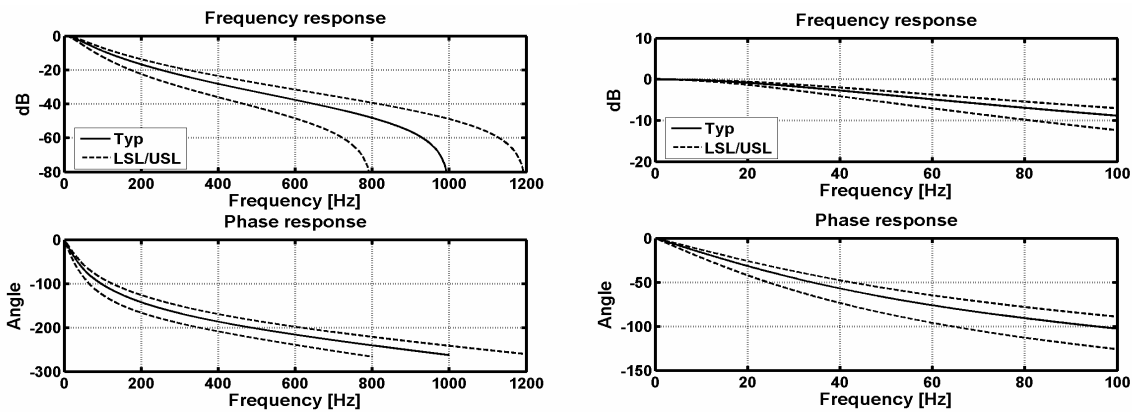 Frequency response
0
-20
-40
-60
-80
dB
Typ
LSL/USL
0 200 400 600 800 1000 1200
Frequency [Hz]
Phase response
0
-100
-200
-300
Angle
0 200 400 600 800 1000 1200
Frequency [Hz]
Frequency response
10
0
-10
-20
dB
Typ
LSL/USL
0 20 40 60 80 100
Frequency [Hz]
Phase response
0
-50
-100
-150
Angle
0 20 40 60 80 100
Frequency [Hz]